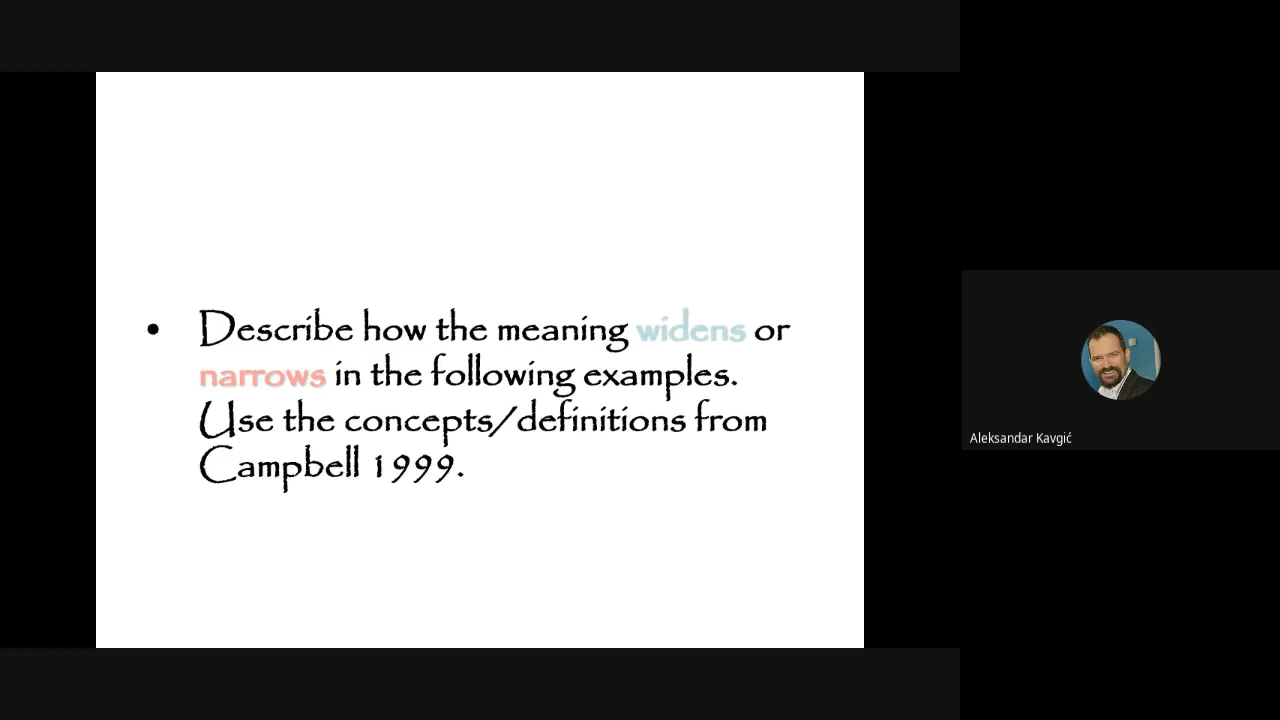 • Describe how the meaning widens or
narrows in the following examples.
Use the concepts/definitions from
Campbell 1999.
Aleksandar Kavgić